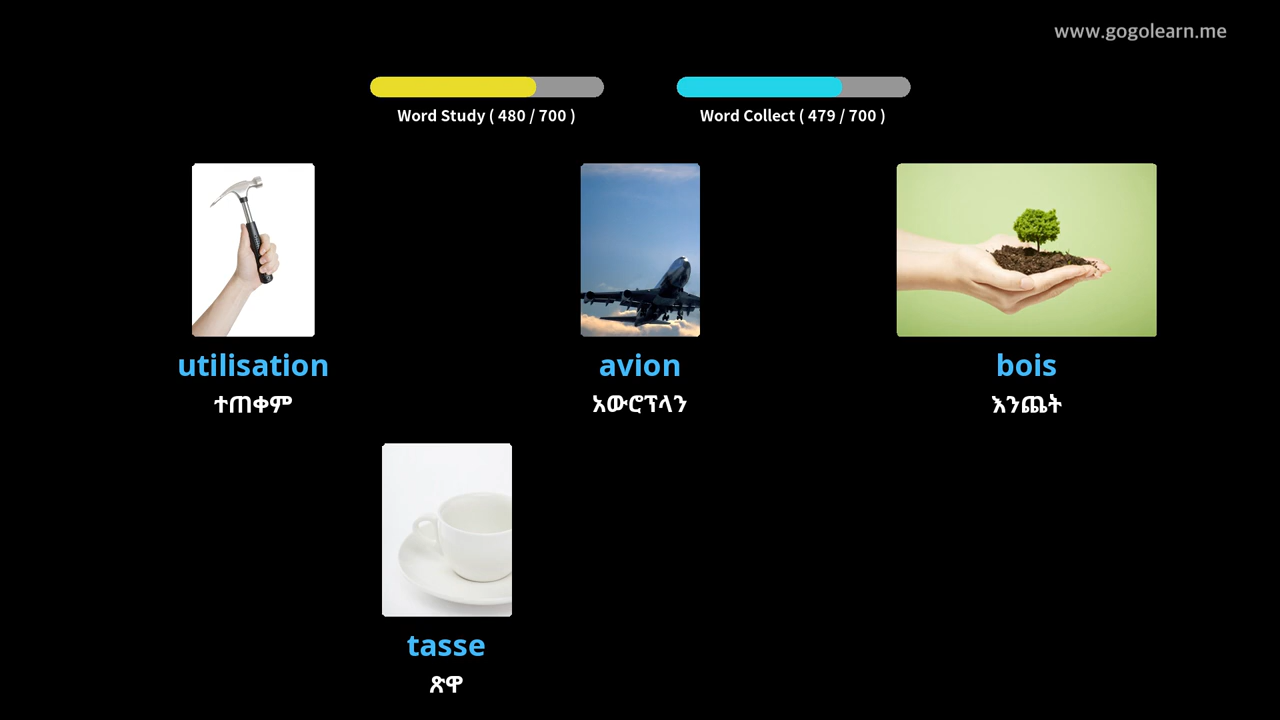 www.gogolearn.me
Word Study ( 480 / 700 )
Word Collect ( 479 / 700 )
utilisation
ተጠቀም
avion
አውሮፕላን
bois
እንጨት
tasse
ጽዋ